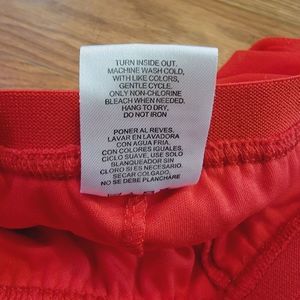 TURN INSIDE OUT.
MACHINE WASH COLD,
WITH LIKE COLORS,
GENTLE CYCLE.
ONLY NON-CHLORINE
BLEACH WHEN NEEDED,
HANG TO DRY,
DO NOT IRON
PONER AL REVES.
LAVAR EN LAVADORA
CON AGUA FRIA.
CON COLORES IGUALES,
CICLO SUAVE, USE SOLO
BLANQUEADOR SIN
CLORO SI ES NECESARIO.
SECAR COLGADO,
NO SE DEBE PLANCHARE